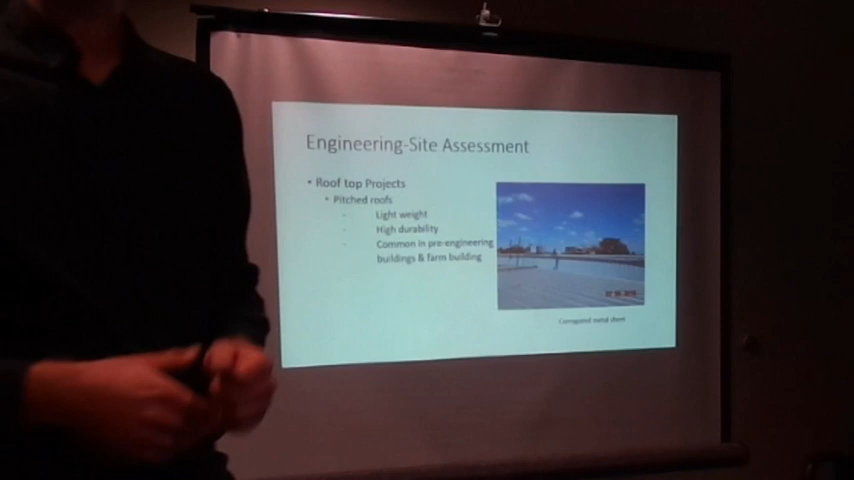 Engineering-Site Assessment
• Roof top Projects
• Pitched roofs
- Light weight
- High durability
- Common in pre-engineering
buildings & farm building
Corrugated metal sheet